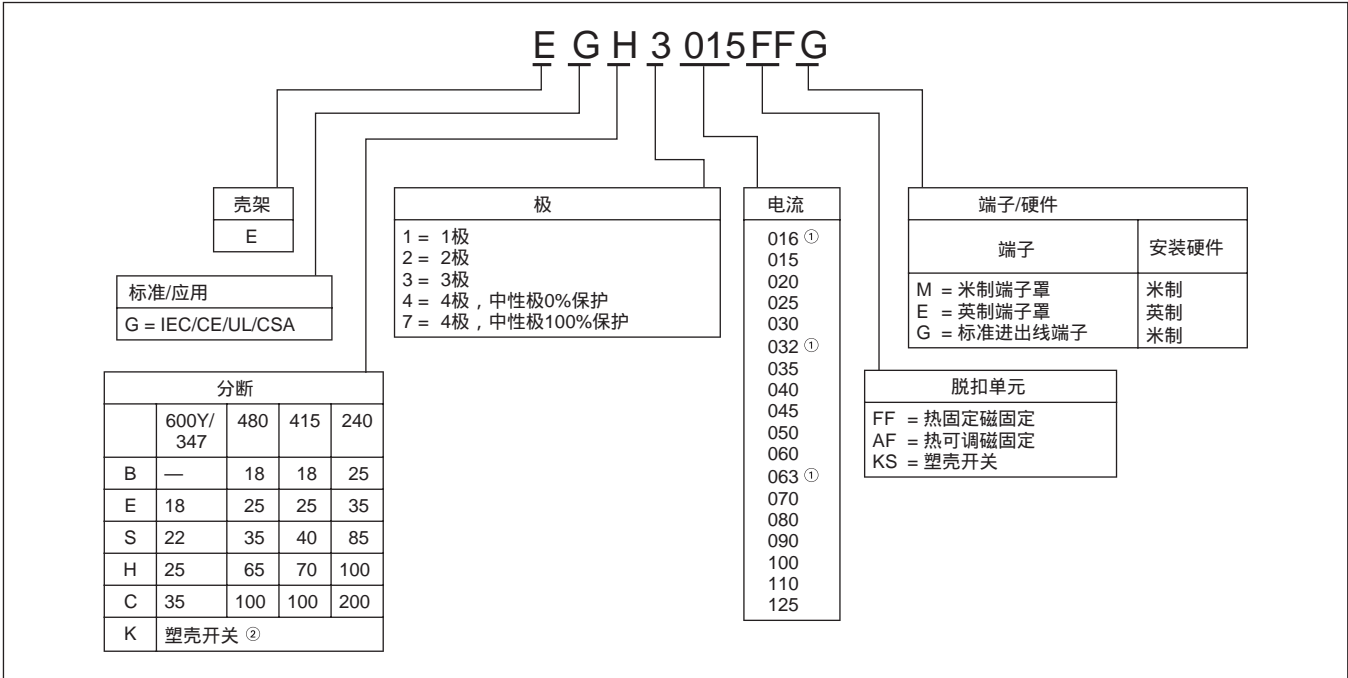 E G H 3 015FFG
壳架
E
标准/应用
G = IEC/CE/UL/CSA
分断
600Y/347 480 415 240
B — 18 18 25
E 18 25 25 35
S 22 35 40 85
H 25 65 70 100
C 35 100 100 200
K 塑壳开关 ②
极
1 = 1极
2 = 2极
3 = 3极
4 = 4极，中性极0%保护
7 = 4极，中性极100%保护
电流
016 ①
015
020
025
030
032 ①
035
040
045
050
060
063 ①
070
080
090
100
110
125
端子/硬件
端子 安装硬件
M = 米制端子罩 米制
E = 英制端子罩 英制
G = 标准进出线端子 米制
脱扣单元
FF = 热固定磁固定
AF = 热可调磁固定
KS = 塑壳开关